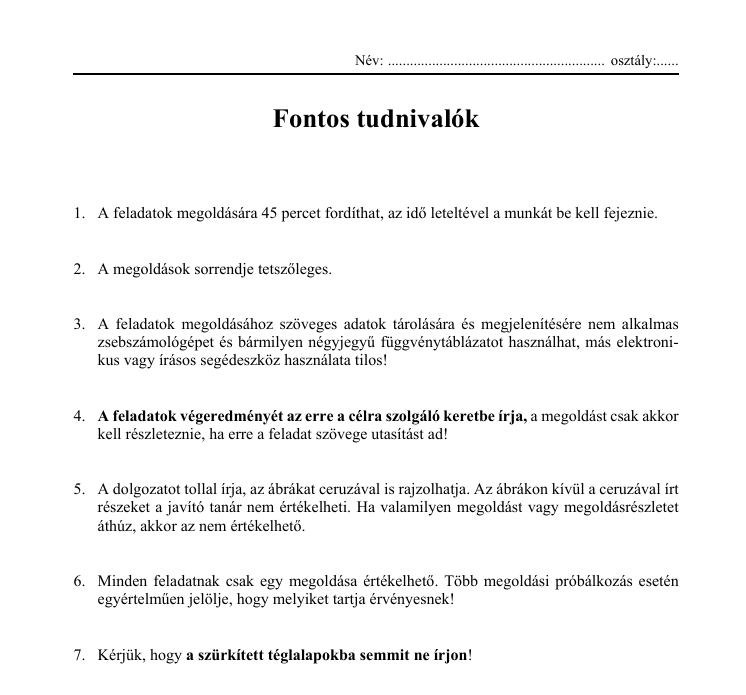 Név: .......................................................... osztály:......
Fontos tudnivalók
1. A feladatok megoldására 45 percet fordíthat, az idő leteltével a munkát be kell fejeznie.
2. A megoldások sorrendje tetszőleges.
3. A feladatok megoldásához szöveges adatok tárolására és megjelenítésére nem alkalmas
zsebszámológépet és bármilyen négyjegyű függvénytáblázatot használhat, más elektroni-
kus vagy írásos segédeszköz használata tilos!
4. A feladatok végeredményét az erre a célra szolgáló keretbe írja, a megoldást csak akkor
kell részleteznie, ha erre a feladat szövege utasítást ad!
5. A dolgozatot tollal írja, az ábrákat ceruzával is rajzolhatja. Az ábrákon kívül a ceruzával írt
részeket a javító tanár nem értékelheti. Ha valamilyen megoldást vagy megoldásrészletet
áthúz, akkor az nem értékelhető.
6. Minden feladatnak csak egy megoldása értékelhető. Több megoldási próbálkozás esetén
egyértelműen jelölje, hogy melyiket tartja érvényesnek!
7. Kérjük, hogy a szürkített téglalapokba semmit ne írjon!